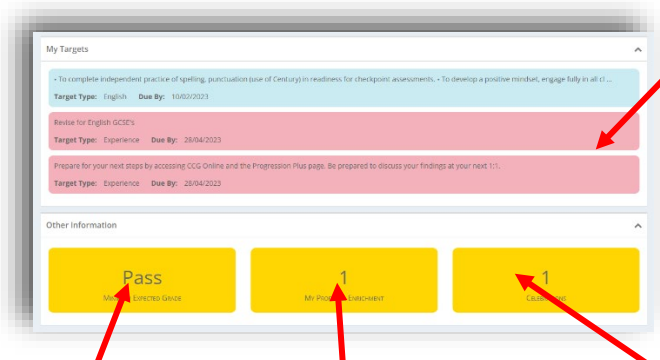 My Targets
- To complete independent practice of spelling, punctuation (use of Century) in readiness for checkpoint assessments. - To develop a positive mindset, engage fully in all cl ...
Target Type: English Due By: 10/02/2023
Revise for English GCSE's
Target Type: Experience Due By: 28/04/2023
Prepare for your next steps by accessing CCG Online and the Progression Plus page. Be prepared to discuss your findings at your next 1:1.
Target Type: Experience Due By: 28/04/2023
Other Information
Pass 1 1
Expected Grade My Enrichment